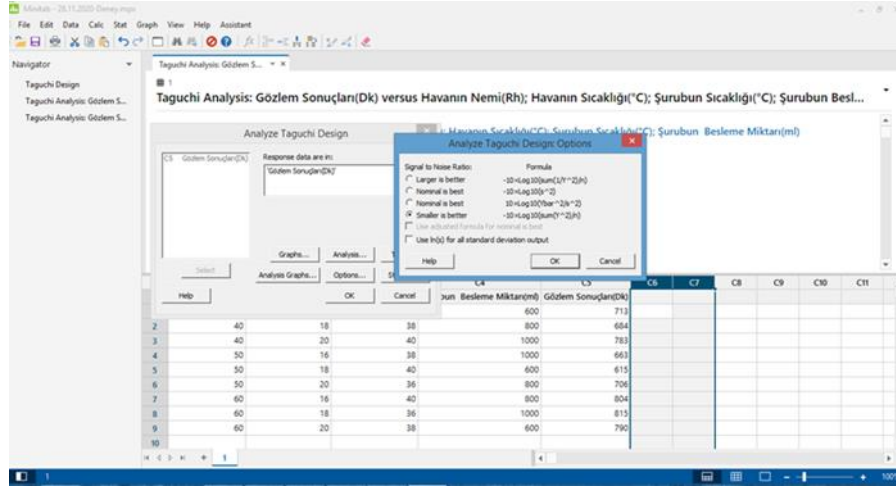 Minitab - 28.11.2020-Deney.mpx
File Edit Data Calc Stat Graph View Help Assistant
Navigator
Taguchi Analysis: Gözlem S...
Taguchi Design
Taguchi Analysis: Gözlem S...
Taguchi Analysis: Gözlem S...
1
Taguchi Analysis: Gözlem Sonuçları(Dk) versus Havanın Nemi(Rh); Havanın Sıcaklığı(°C); Şurubun Sıcaklığı(°C); Şurubun Besl...
Havanın Sıcaklığı(°C); Şurubun Sıcaklığı(°C); Şurubun Besleme Miktarı(ml)
Analyze Taguchi Design
C5 Gözlem Sonuçları(Dk)
Response data are in:
'Gözlem Sonuçları(Dk)'
Graphs... Analysis...
Select
Analysis Graphs... Options...
Help OK Cancel
Analyze Taguchi Design: Options
Signal to Noise Ratio: Formula
Larger is better -10×Log10(sum(1/Y^2)/n)
Nominal is best -10×Log10(s^2)
Nominal is best 10×Log10(Ybar^2/s^2)
Smaller is better -10×Log10(sum(Y^2)/n)
Use adjusted formula for nominal is best
Use ln(s) for all standard deviation output
Help OK Cancel
C4 C5 C6 C7 C8 C9 C10 C11
Besleme Miktarı(ml) Gözlem Sonuçları(Dk)
600 713
2 40 18 38 800 684
3 40 20 40 1000 783
4 50 16 38 1000 663
5 50 18 40 600 615
6 50 20 36 800 706
7 60 16 40 800 804
8 60 18 36 1000 815
9 60 20 38 600 790
10
1
1